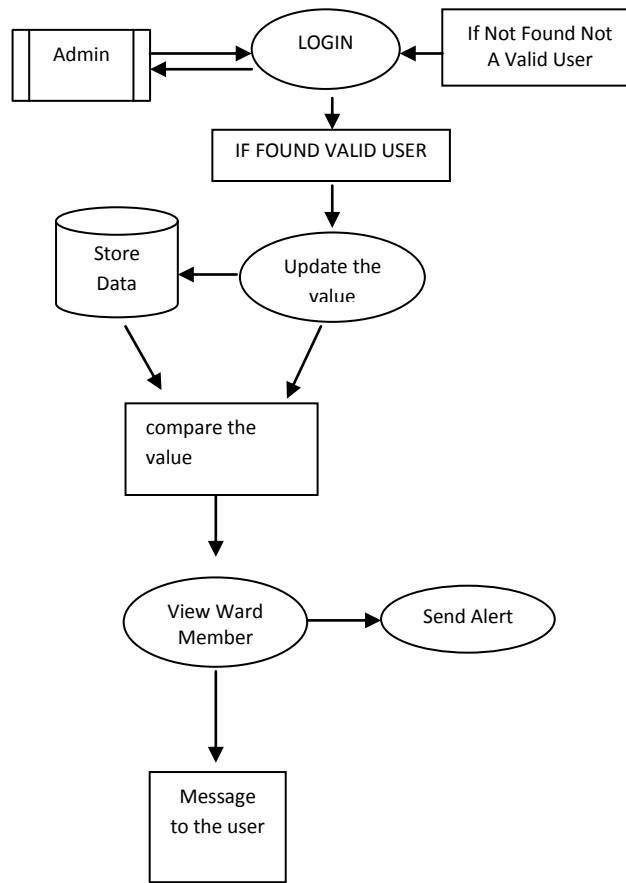 Admin
LOGIN
If Not Found Not
A Valid User
IF FOUND VALID USER
Store
Data
Update the
value
compare the
value
View Ward
Member
Send Alert
Message
to the user